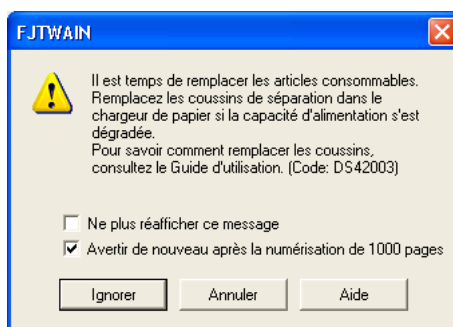 FJTWAIN
Il est temps de remplacer les articles consommables.
Remplacez les coussins de séparation dans le
chargeur de papier si la capacité d'alimentation s'est
dégradée.
Pour savoir comment remplacer les coussins,
consultez le Guide d'utilisation. (Code: DS42003)
Ne plus réafficher ce message
Avertir de nouveau après la numérisation de 1000 pages
Ignorer
Annuler
Aide